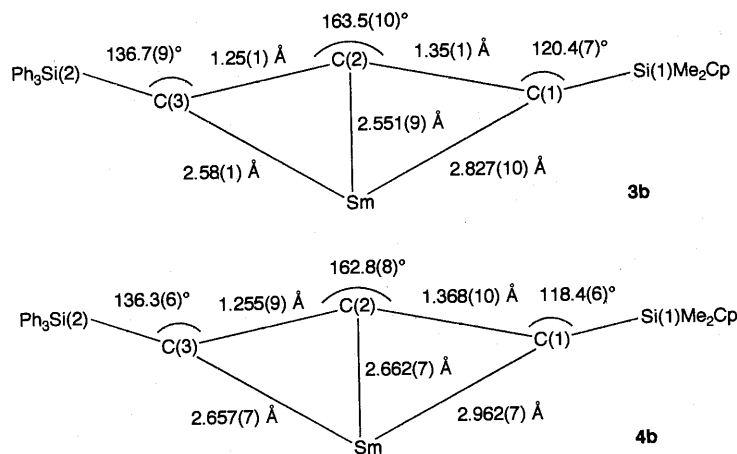 163.5(10)°
136.7(9)° 1.25(1) Å C(2) 1.35(1) Å 120.4(7)°
Ph₃Si(2) C(3) C(1) Si(1)Me₂Cp
2.551(9) Å
2.58(1) Å 2.827(10) Å
Sm 3b
162.8(8)°
136.3(6)° 1.255(9) Å C(2) 1.368(10) Å 118.4(6)°
Ph₃Si(2) C(3) C(1) Si(1)Me₂Cp
2.662(7) Å
2.657(7) Å 2.962(7) Å
Sm 4b